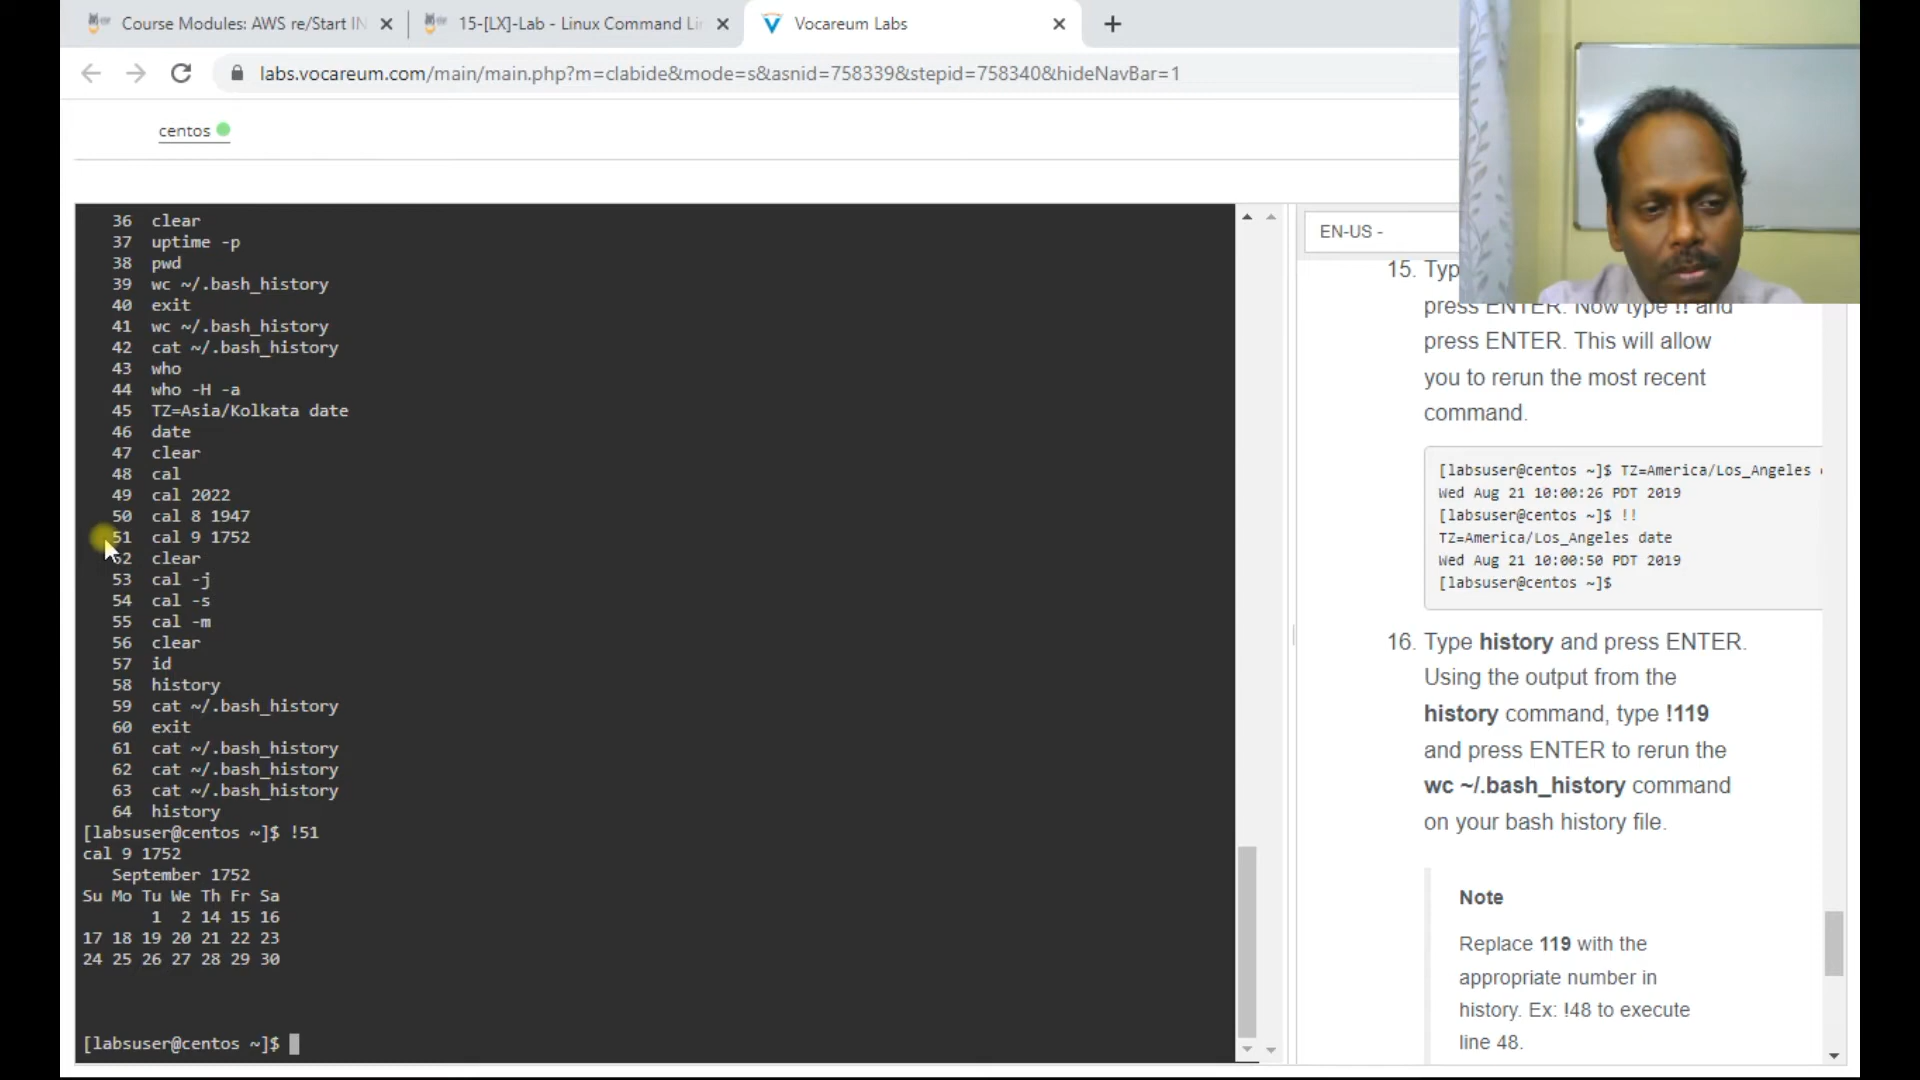 Course Modules: AWS re/Start IN
15-[LX]-Lab - Linux Command Li
Vocareum Labs
labs.vocareum.com/main/main.php?m=clabide&mode=s&asnid=758339&stepid=758340&hideNavBar=1
centos
36 clear
37 uptime -p
38 pwd
39 wc ~/.bash_history
40 exit
41 wc ~/.bash_history
42 cat ~/.bash_history
43 who
44 who -H -a
45 TZ=Asia/Kolkata date
46 date
47 clear
48 cal
49 cal 2022
50 cal 8 1947
51 cal 9 1752
52 clear
53 cal -j
54 cal -s
55 cal -m
56 clear
57 id
58 history
59 cat ~/.bash_history
60 exit
61 cat ~/.bash_history
62 cat ~/.bash_history
63 cat ~/.bash_history
64 history
[labsuser@centos ~]$ !51
cal 9 1752
September 1752
Su Mo Tu We Th Fr Sa
1 2 14 15 16
17 18 19 20 21 22 23
24 25 26 27 28 29 30
[labsuser@centos ~]$
EN-US -
15. Typ
press ENTER. Now type !! and
press ENTER. This will allow
you to rerun the most recent
command.
[labsuser@centos ~]$ TZ=America/Los_Angeles
Wed Aug 21 10:00:26 PDT 2019
[labsuser@centos ~]$ !!
TZ=America/Los_Angeles date
Wed Aug 21 10:00:50 PDT 2019
[labsuser@centos ~]$
16. Type history and press ENTER.
Using the output from the
history command, type !119
and press ENTER to rerun the
wc ~/.bash_history command
on your bash history file.
Note
Replace 119 with the
appropriate number in
history. Ex: !48 to execute
line 48.